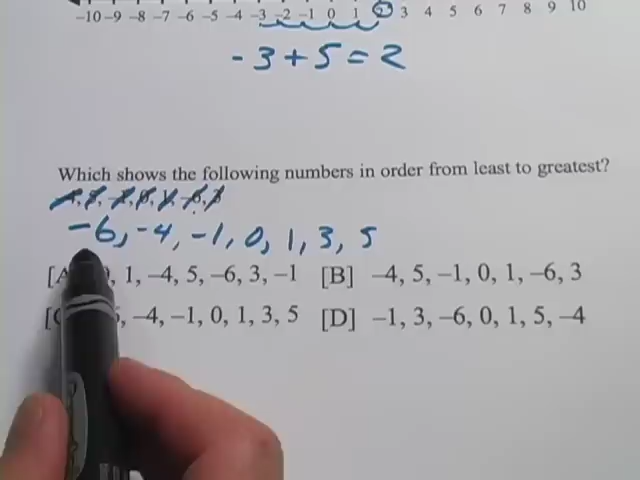 -10 -9 -8 -7 -6 -5 -4 -3 -2 -1 0 1 2 3 4 5 6 7 8 9 10
-3+5=2
Which shows the following numbers in order from least to greatest?
-6, -4, -1, 0, 1, 3, 5
1, -4, 5, -6, 3, -1 [B] -4, 5, -1, 0, 1, -6, 3
-4, -1, 0, 1, 3, 5 [D] -1, 3, -6, 0, 1, 5, -4